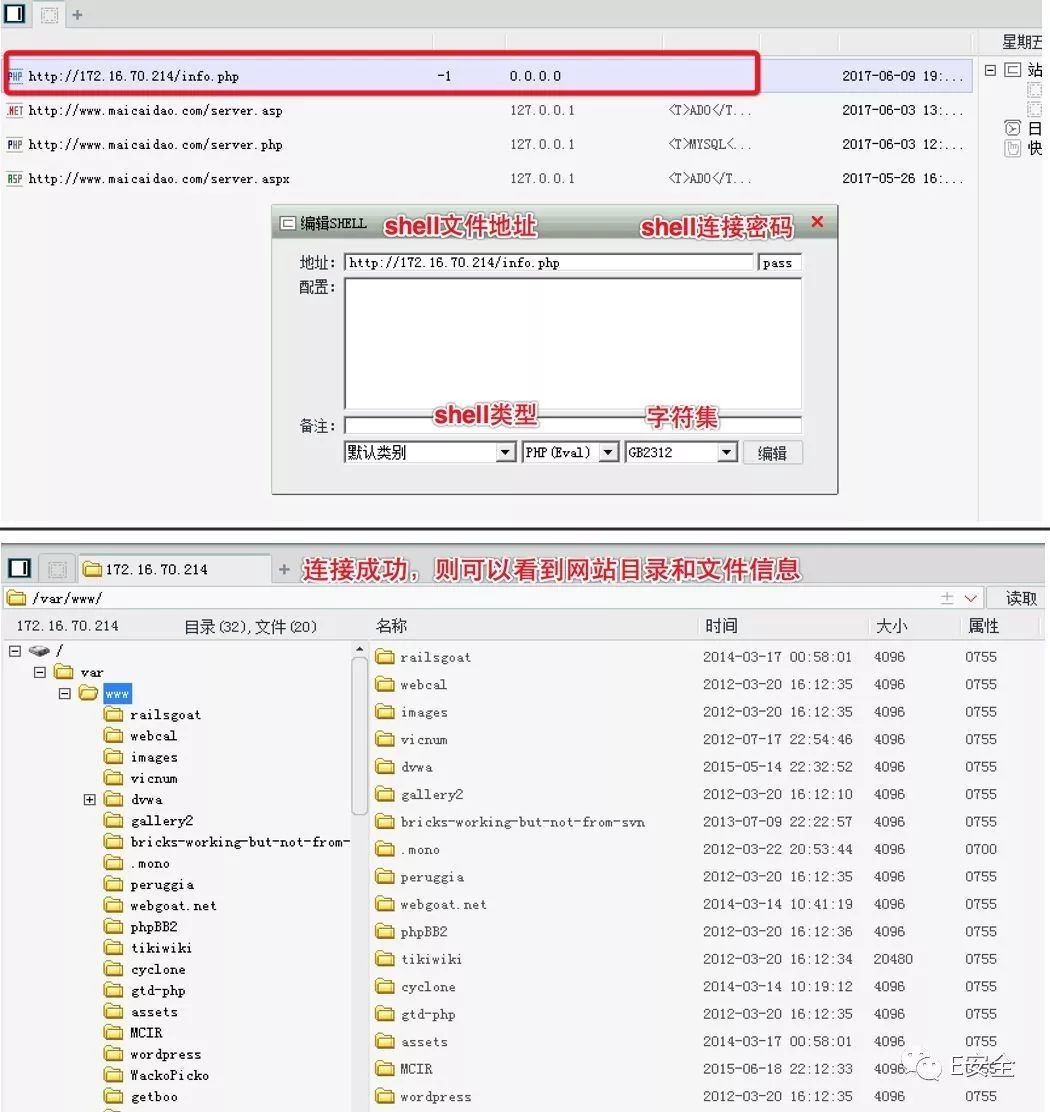 +
星期五
PHP http://172.16.70.214/info.php -1 0.0.0.0 2017-06-09 19:...
站
.NET http://www.maicaidao.com/server.asp 127.0.0.1 <T>ADO</T... 2017-06-03 13:...
日
PHP http://www.maicaidao.com/server.php 127.0.0.1 <T>MYSQL<... 2017-06-03 12:...
快
ASP http://www.maicaidao.com/server.aspx 127.0.0.1 <T>ADO</T... 2017-05-26 16:...
编辑SHELL shell文件地址 shell连接密码
地址: http://172.16.70.214/info.php pass
配置:
shell类型 字符集
备注:
默认类别 PHP(Eval) GB2312 编辑
172.16.70.214 + 连接成功，则可以看到网站目录和文件信息
/var/www/ 读取
172.16.70.214 目录(32),文件(20) 名称 时间 大小 属性
/
var
www
railsgoat
webcal
images
vicnum
dvwa
gallery2
bricks-working-but-not-from-
.mono
peruggia
webgoat.net
phpBB2
tikiwiki
cyclone
gtd-php
assets
MCIR
wordpress
WackoPicko
getboo
railsgoat 2014-03-17 00:58:01 4096 0755
webcal 2012-03-20 16:12:35 4096 0755
images 2012-03-20 16:12:35 4096 0755
vicnum 2012-07-17 22:54:46 4096 0755
dvwa 2015-05-14 22:32:52 4096 0755
gallery2 2012-03-20 16:12:10 4096 0755
bricks-working-but-not-from-svn 2013-07-09 22:22:57 4096 0755
.mono 2012-03-22 20:53:44 4096 0700
peruggia 2012-03-20 16:12:35 4096 0755
webgoat.net 2014-03-14 10:41:19 4096 0755
phpBB2 2012-03-20 16:12:36 4096 0755
tikiwiki 2012-03-20 16:12:34 20480 0755
cyclone 2014-03-14 10:19:12 4096 0755
gtd-php 2012-03-20 16:12:35 4096 0755
assets 2014-03-17 00:58:01 4096 0755
MCIR 2015-06-18 22:12:33 4096
E安全
wordpress 2012-03-20 16:12:35 4096 0755